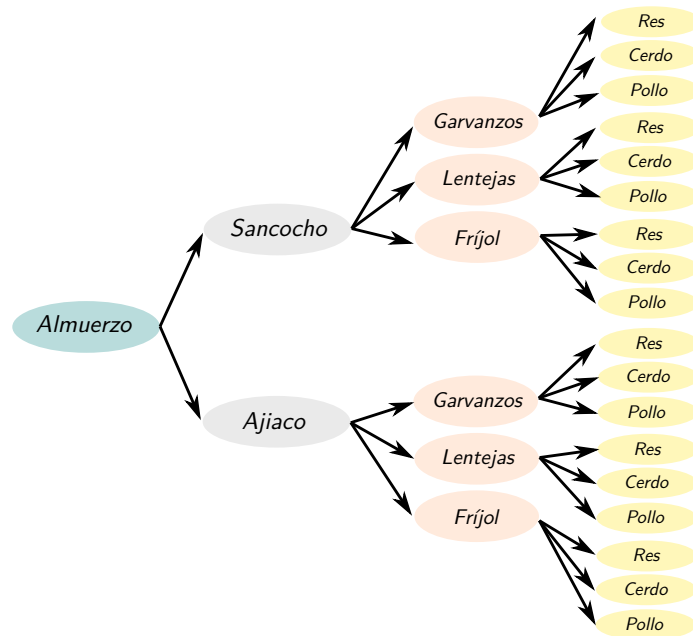 Res
Cerdo
Pollo
Garvanzos
Res
Cerdo
Pollo
Lentejas
Sancocho
Res
Cerdo
Pollo
Fríjol
Almuerzo
Res
Cerdo
Pollo
Garvanzos
Ajiaco
Res
Cerdo
Pollo
Lentejas
Res
Cerdo
Pollo
Fríjol